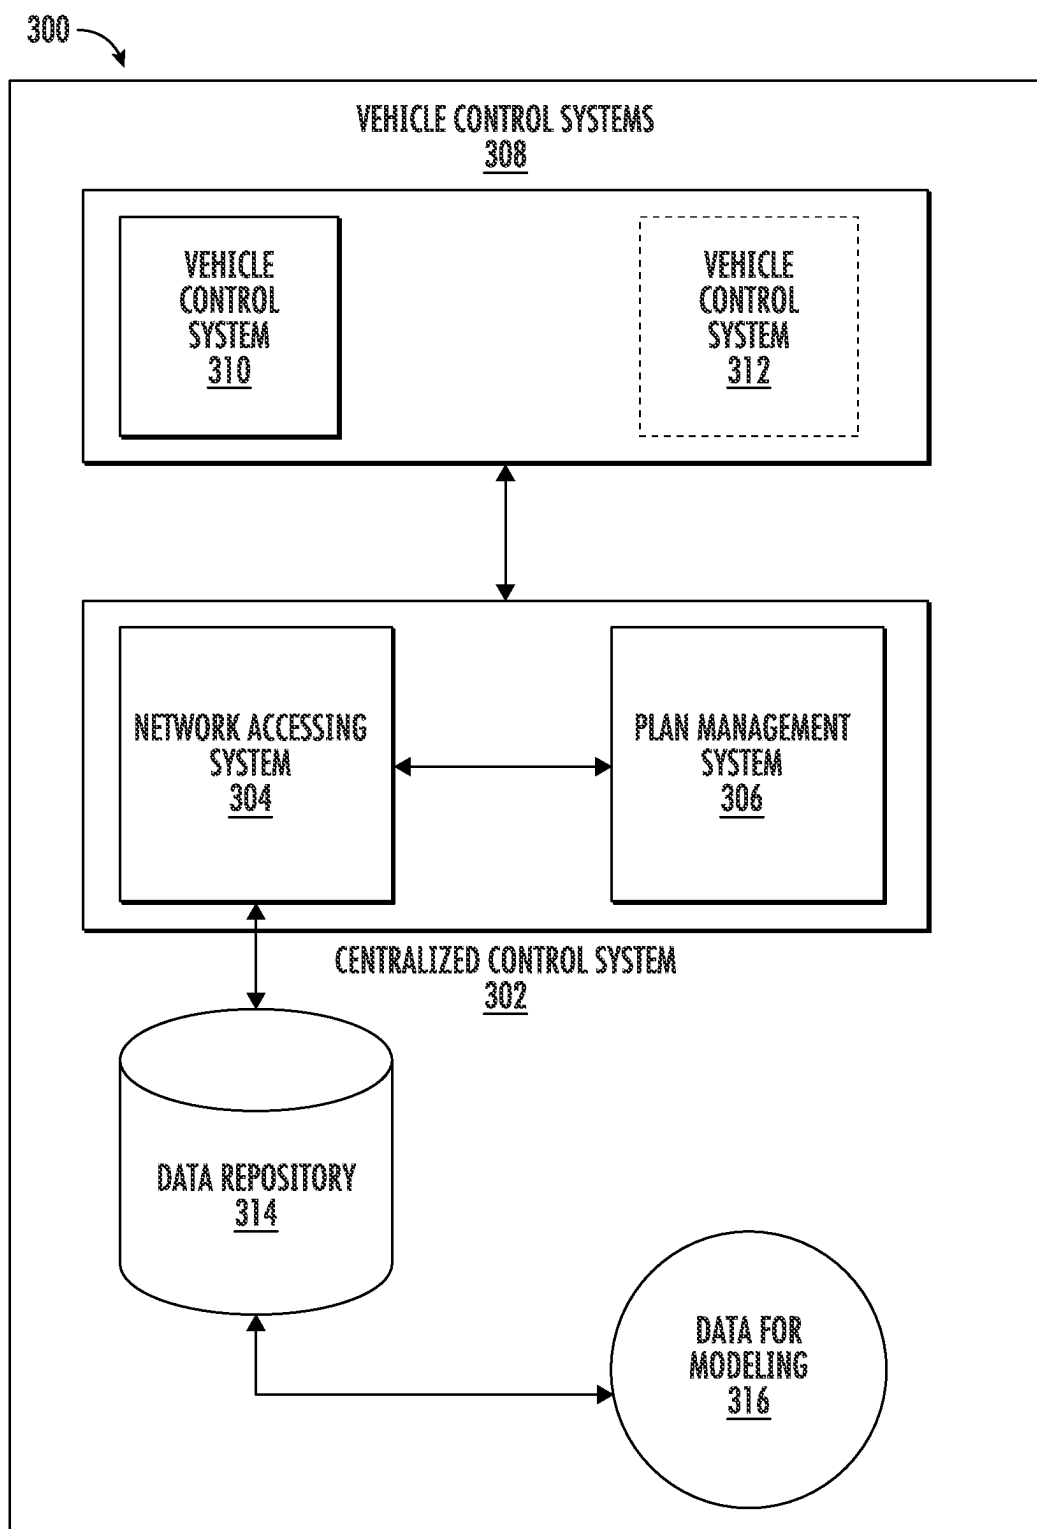 300
VEHICLE CONTROL SYSTEMS
308
VEHICLE
CONTROL
SYSTEM
310
VEHICLE
CONTROL
SYSTEM
312
NETWORK ACCESSING
SYSTEM
304
PLAN MANAGEMENT
SYSTEM
306
CENTRALIZED CONTROL SYSTEM
302
DATA REPOSITORY
314
DATA FOR
MODELING
316